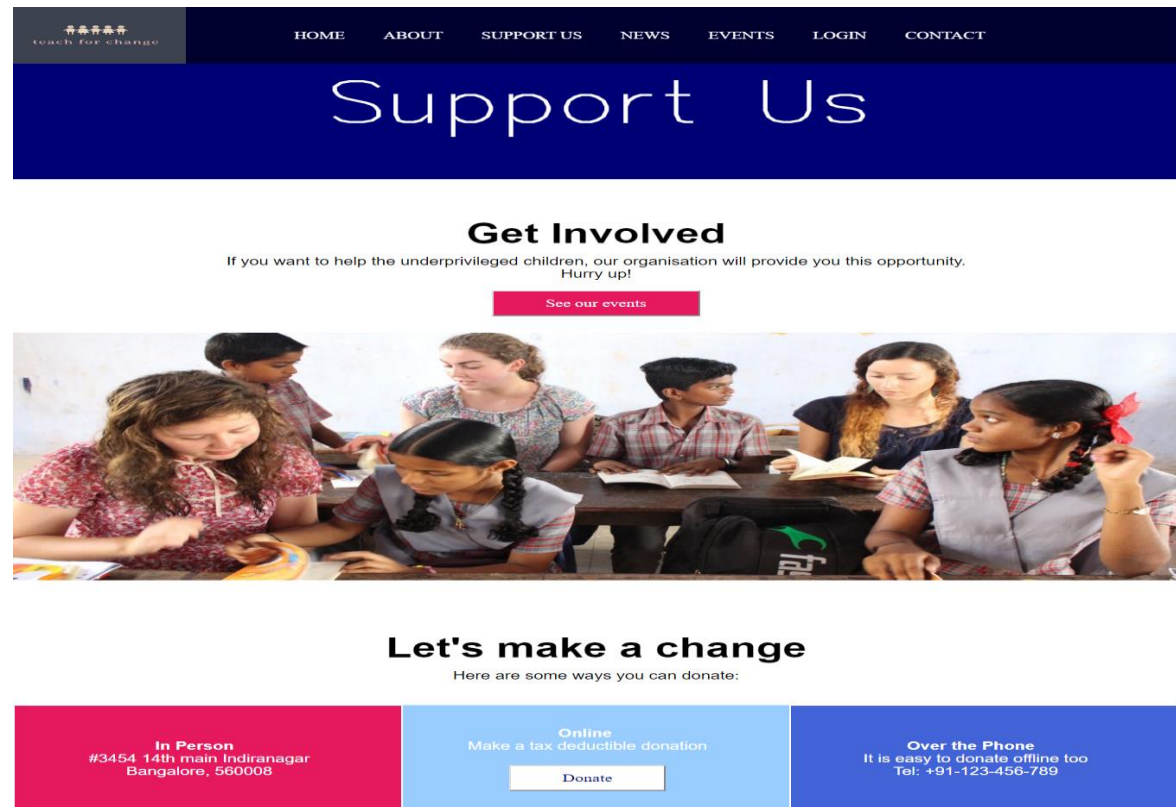 teach for change
HOME ABOUT SUPPORT US NEWS EVENTS LOGIN CONTACT
Support Us
Get Involved
If you want to help the underprivileged children, our organisation will provide you this opportunity.
Hurry up!
See our events
Let's make a change
Here are some ways you can donate:
In Person
#3454 14th main Indiranagar
Bangalore, 560008
Online
Make a tax deductible donation
Donate
Over the Phone
It is easy to donate offline too
Tel: +91-123-456-789